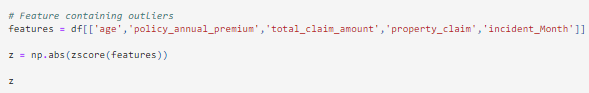 # Feature containing outliers
features = df[['age','policy_annual_premium','total_claim_amount','property_claim','incident_Month']]
z = np.abs(zscore(features))
z